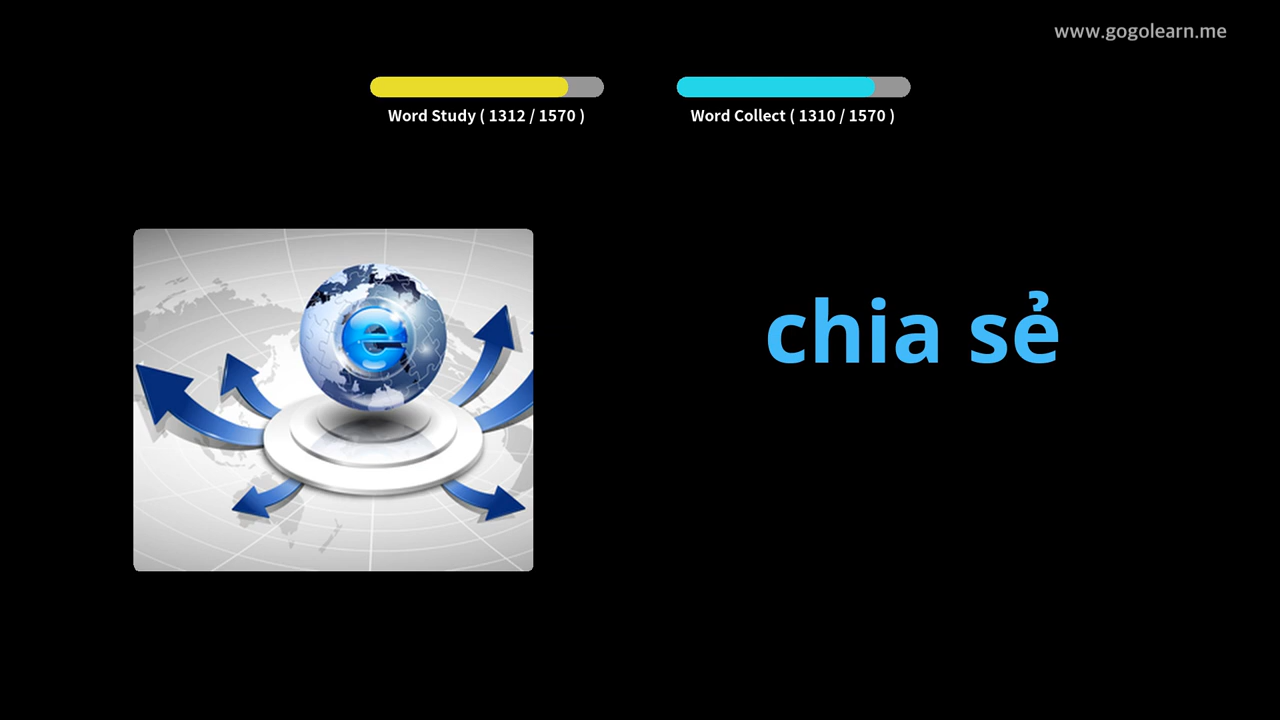 www.gogolearn.me
Word Study ( 1312 / 1570 )
Word Collect ( 1310 / 1570 )
e
chia sẻ